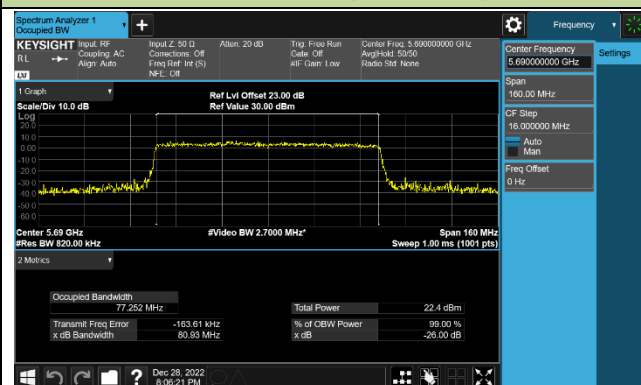 Spectrum Analyzer 1
Occupied BW
+
Frequency
KEYSIGHT Input: RF Input Z: 50 Ω Atten: 20 dB Trig: Free Run Center Freq: 5.690000000 GHz
RL Coupling: AC Corrections: Off Gate: Off Avg|Hold: 50/50
Align: Auto Freq Ref: Int (S) #IF Gain: Low Radio Std: None
LXI NFE: Off
Center Frequency
5.690000000 GHz
Settings
Span
160.00 MHz
CF Step
16.000000 MHz
Auto
Man
Freq Offset
0 Hz
1 Graph
Ref Lvl Offset 23.00 dB
Scale/Div 10.0 dB Ref Value 30.00 dBm
Log
20.0
10.0
0.00
-10.0
-20.0
-30.0
-40.0
-50.0
-60.0
Center 5.69 GHz #Video BW 2.7000 MHz* Span 160 MHz
#Res BW 820.00 kHz Sweep 1.00 ms (1001 pts)
2 Metrics
Occupied Bandwidth
77.252 MHz Total Power 22.4 dBm
Transmit Freq Error -163.61 kHz % of OBW Power 99.00 %
x dB Bandwidth 80.93 MHz x dB -26.00 dB
? Dec 28, 2022
8:06:21 PM